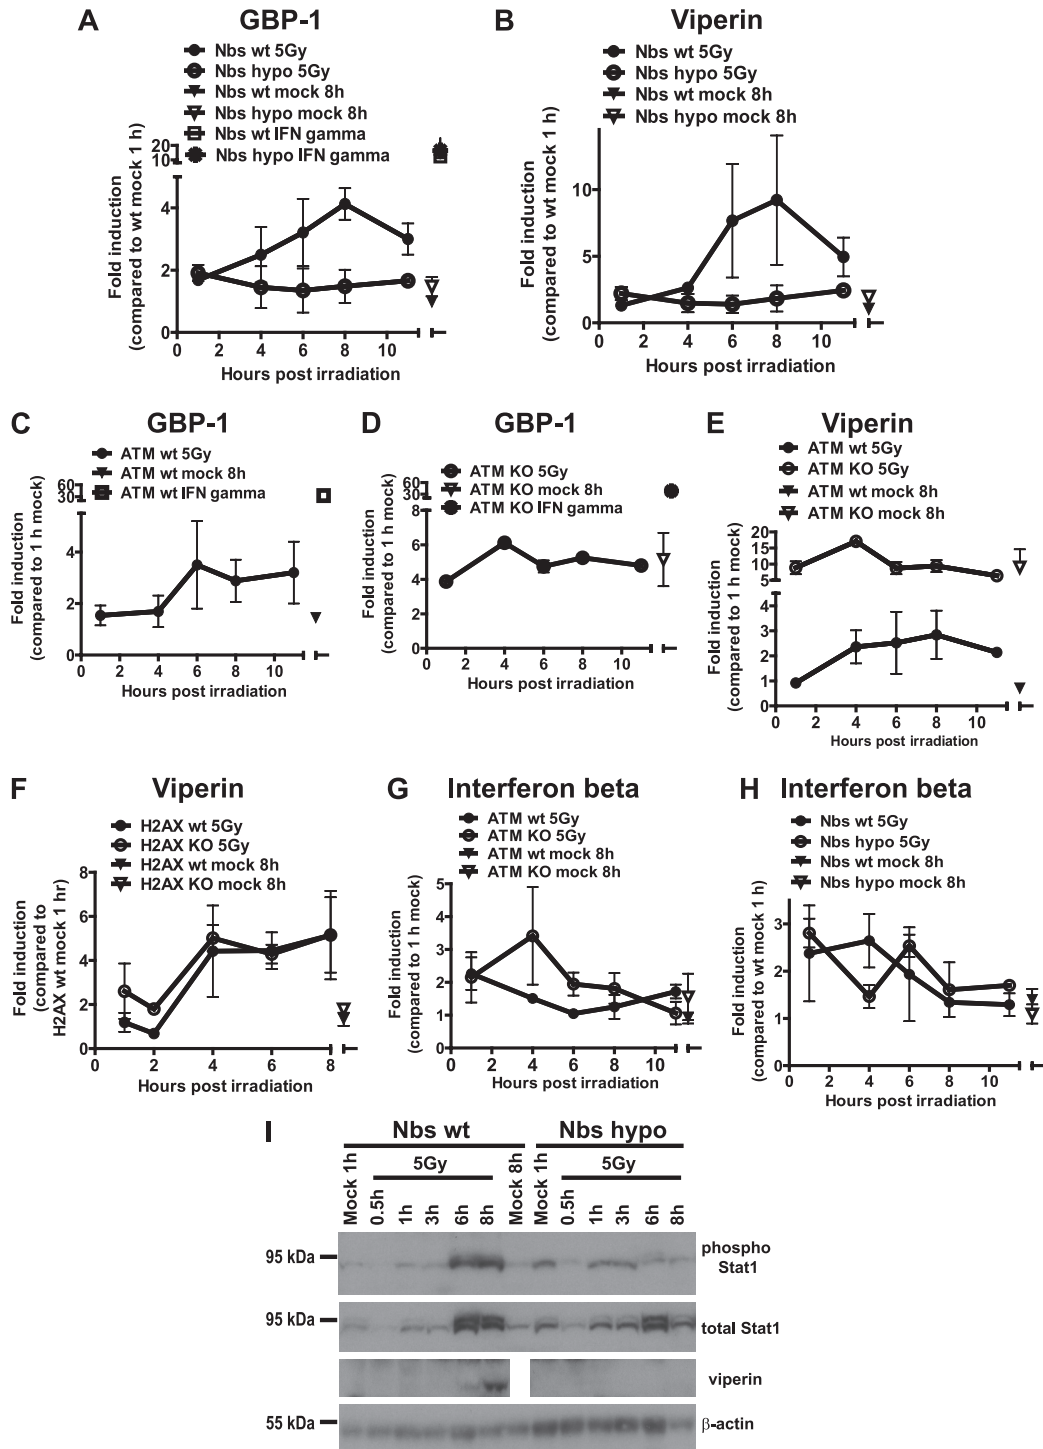 A
GBP-1
Nbs wt 5Gy
Nbs hypo 5Gy
Nbs wt mock 8h
Nbs hypo mock 8h
Nbs wt IFN gamma
Nbs hypo IFN gamma
20
10
4
2
0
0 2 4 6 8 10
Fold induction
(compared to wt mock 1 h)
Hours post irradiation
B
Viperin
Nbs wt 5Gy
Nbs hypo 5Gy
Nbs wt mock 8h
Nbs hypo mock 8h
10
5
0
0 2 4 6 8 10
Fold induction
(compared to wt mock 1 h)
Hours post irradiation
C
GBP-1
ATM wt 5Gy
ATM wt mock 8h
ATM wt IFN gamma
60
30
4
2
0
0 2 4 6 8 10
Fold induction
(compared to 1 h mock)
Hours post irradiation
D
GBP-1
ATM KO 5Gy
ATM KO mock 8h
ATM KO IFN gamma
60
30
8
6
4
2
0
0 2 4 6 8 10
Fold induction
(compared to 1 h mock)
Hours post irradiation
E
Viperin
ATM wt 5Gy
ATM KO 5Gy
ATM wt mock 8h
ATM KO mock 8h
20
15
10
5
4
3
2
1
0
0 2 4 6 8 10
Fold induction
(compared to 1 h mock)
Hours post irradiation
F
Viperin
H2AX wt 5Gy
H2AX KO 5Gy
H2AX wt mock 8h
H2AX KO mock 8h
8
6
4
2
0
0 2 4 6 8
Fold induction
(compared to
H2AX wt mock 1 hr)
Hours post irradiation
G
Interferon beta
ATM wt 5Gy
ATM KO 5Gy
ATM wt mock 8h
ATM KO mock 8h
5
4
3
2
1
0
0 2 4 6 8 10
Fold induction
(compared to 1 h mock)
Hours post irradiation
H
Interferon beta
Nbs wt 5Gy
Nbs hypo 5Gy
Nbs wt mock 8h
Nbs hypo mock 8h
4
3
2
1
0
0 2 4 6 8 10
Fold induction
(compared to wt mock 1 h)
Hours post irradiation
I
Nbs wt Nbs hypo
5Gy 5Gy
Mock 1h 0.5h 1h 3h 6h 8h Mock 8h Mock 1h 0.5h 1h 3h 6h 8h
95 kDa phospho
Stat1
95 kDa total Stat1
viperin
55 kDa β-actin